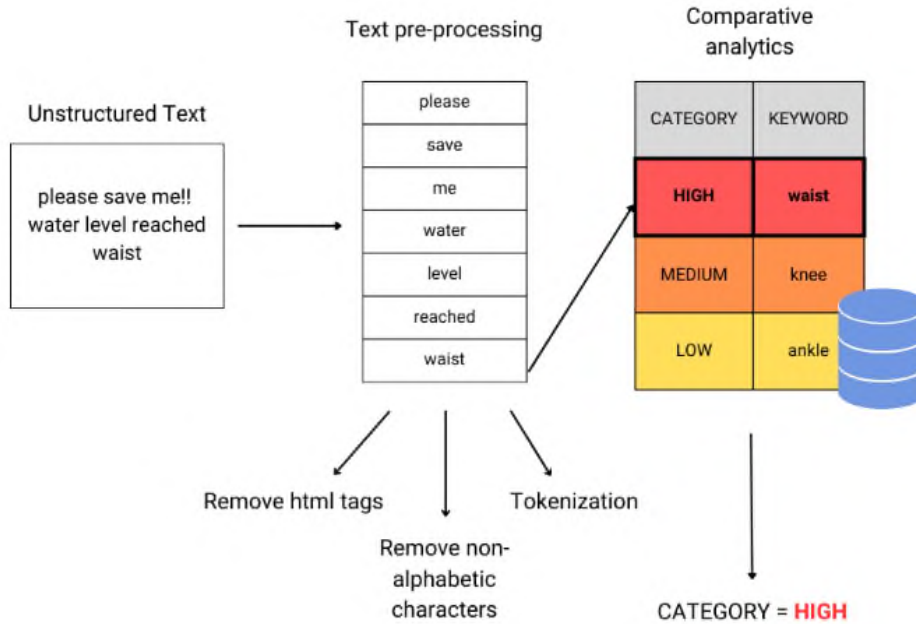 Unstructured Text
please save me!!
water level reached
waist
Text pre-processing
please
save
me
water
level
reached
waist
Remove html tags
Remove non-
alphabetic
characters
Tokenization
Comparative
analytics
CATEGORY KEYWORD
HIGH waist
MEDIUM knee
LOW ankle
CATEGORY = HIGH